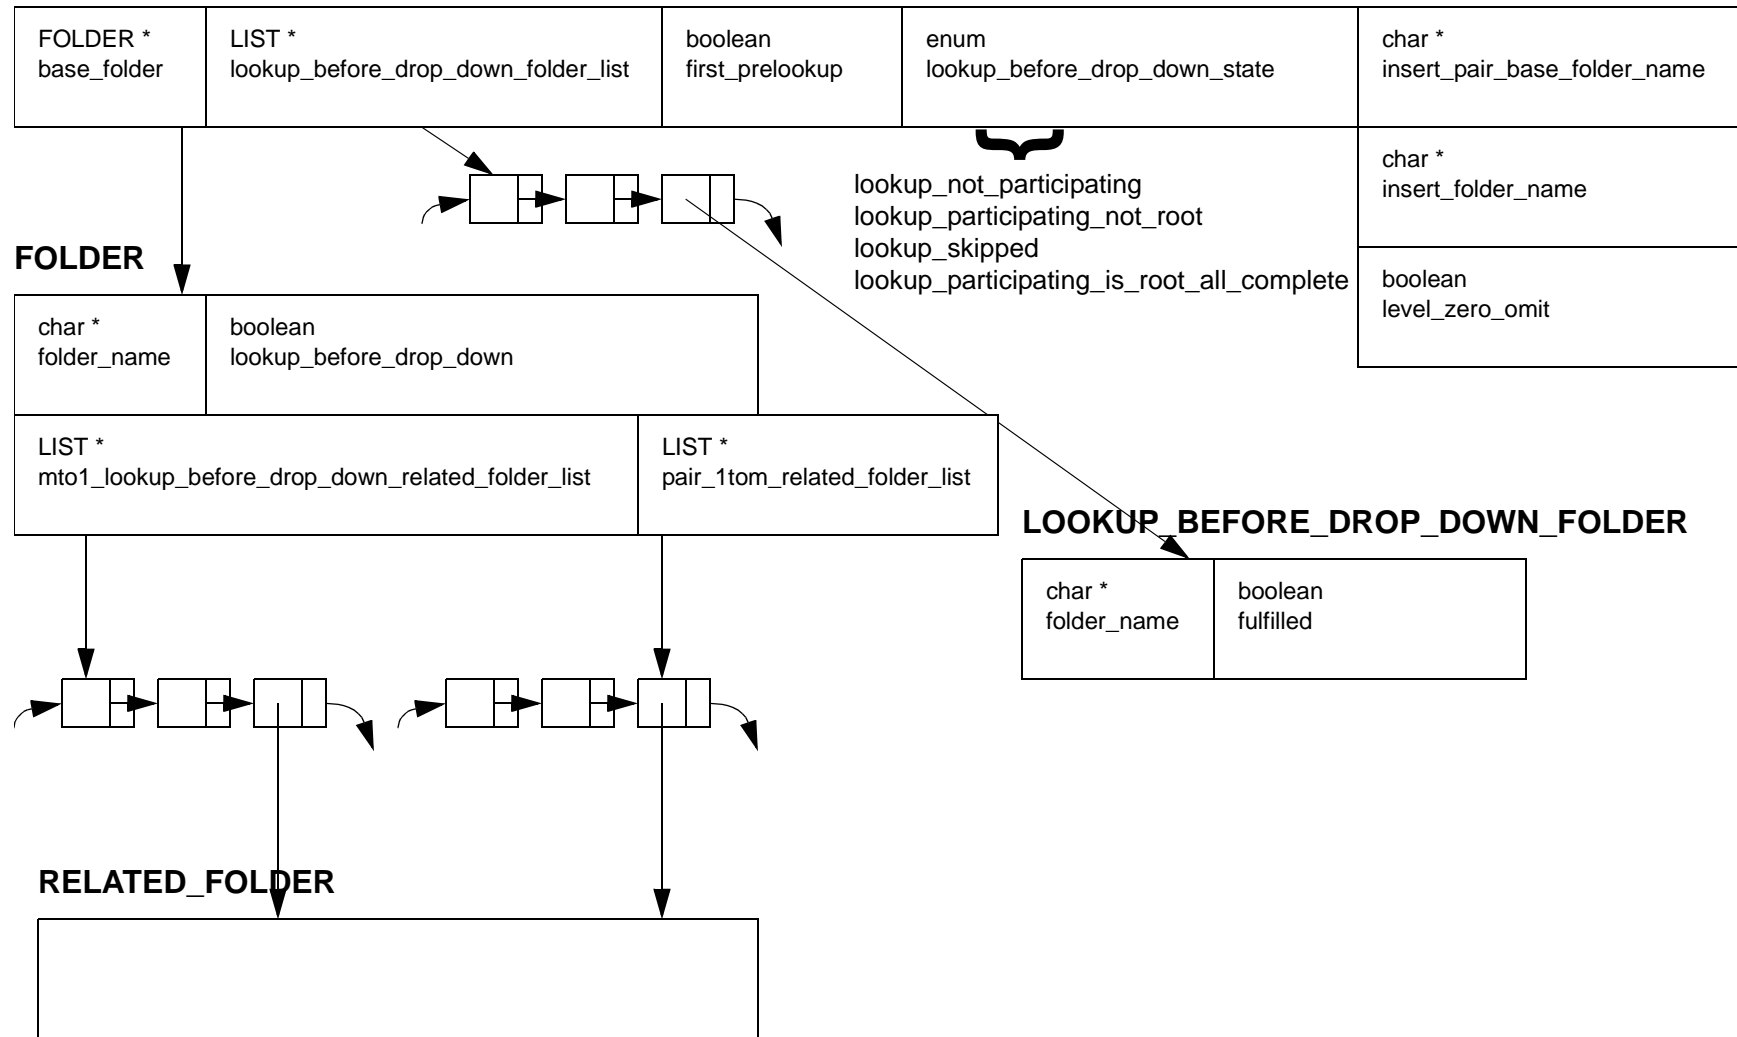 FOLDER *
base_folder
LIST *
lookup_before_drop_down_folder_list
boolean
first_prelookup
enum
lookup_before_drop_down_state
char *
insert_pair_base_folder_name
char *
insert_folder_name
boolean
level_zero_omit
lookup_not_participating
lookup_participating_not_root
lookup_skipped
lookup_participating_is_root_all_complete
FOLDER
char *
folder_name
boolean
lookup_before_drop_down
LIST *
mto1_lookup_before_drop_down_related_folder_list
LIST *
pair_1tom_related_folder_list
LOOKUP_BEFORE_DROP_DOWN_FOLDER
char *
folder_name
boolean
fulfilled
RELATED_FOLDER